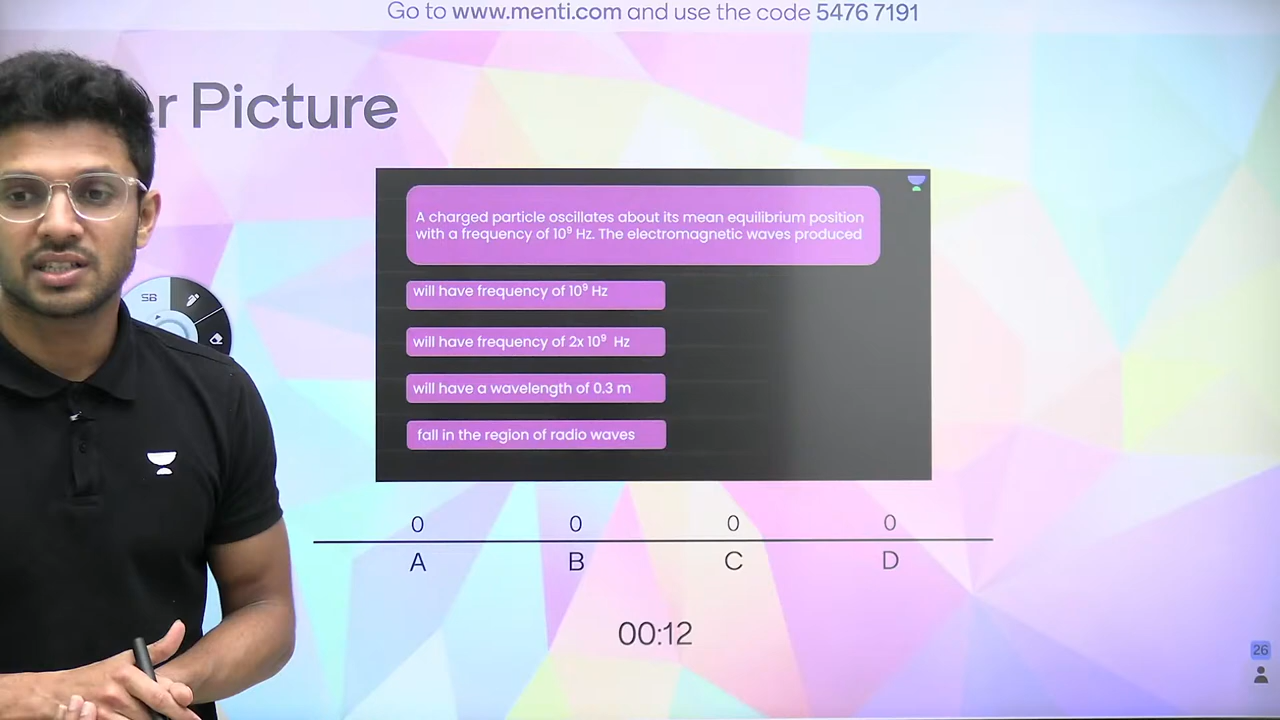 Go to www.menti.com and use the code 5476 7191
r Picture
A charged particle oscillates about its mean equilibrium position
with a frequency of 10⁹ Hz. The electromagnetic waves produced
will have frequency of 10⁹ Hz
will have frequency of 2x 10⁹ Hz
will have a wavelength of 0.3 m
fall in the region of radio waves
0 0 0 0
A B C D
00:12
26